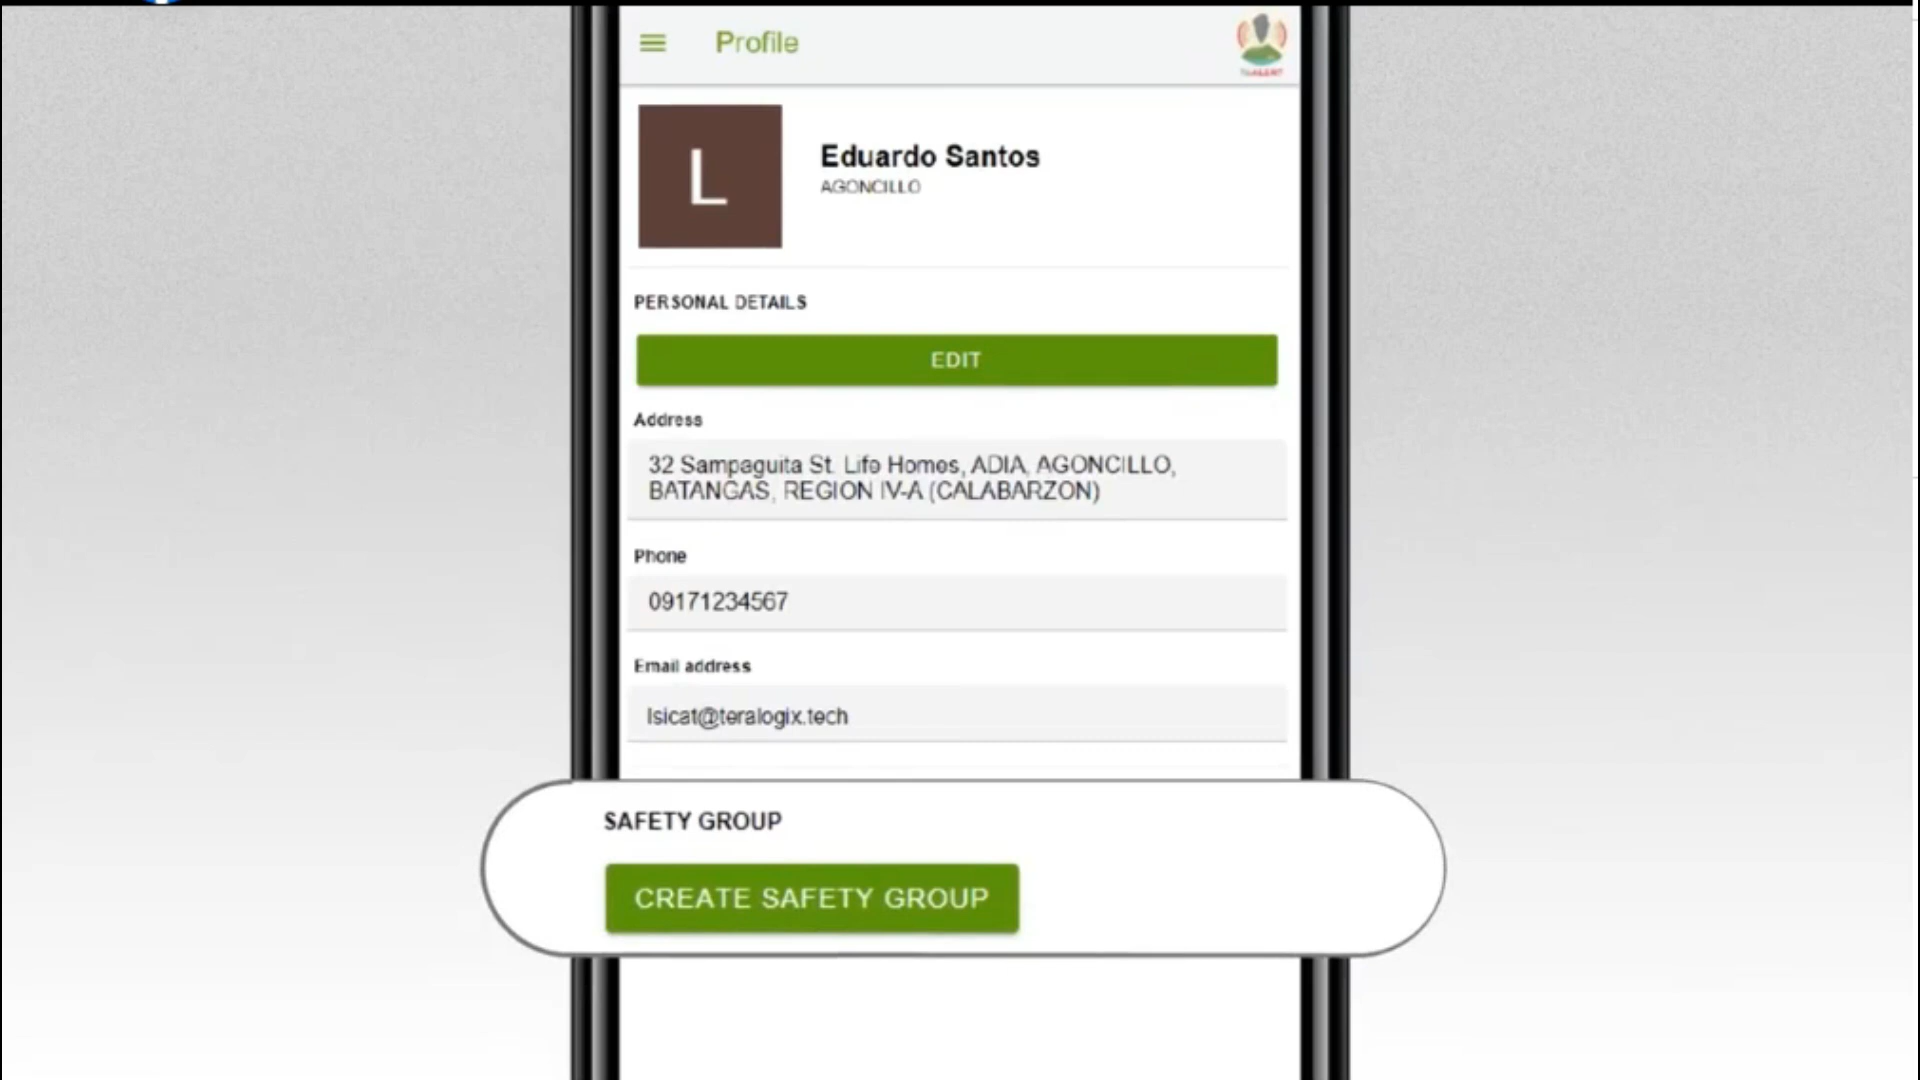 Profile
L
Eduardo Santos
AGONCILLO
PERSONAL DETAILS
EDIT
Address
32 Sampaguita St. Life Homes, ADIA, AGONCILLO,
BATANGAS, REGION IV-A (CALABARZON)
Phone
09171234567
Email address
lsicat@teralogix.tech
SAFETY GROUP
CREATE SAFETY GROUP